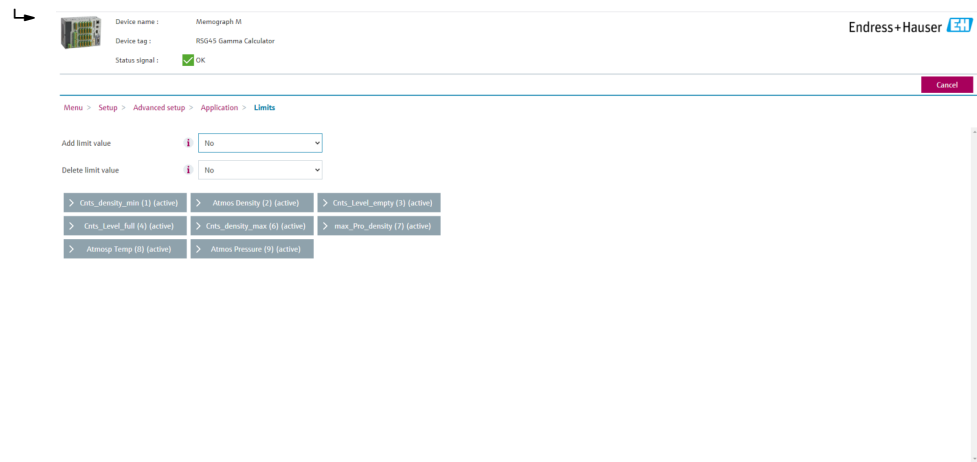 Device name : Memograph M
Endress+Hauser EH
Device tag : RSG45 Gamma Calculator
Status signal : OK
Cancel
Menu > Setup > Advanced setup > Application > Limits
Add limit value i No
Delete limit value i No
> Cnts_density_min (1) (active) > Atmos Density (2) (active) > Cnts_Level_empty (3) (active)
> Cnts_Level_full (4) (active) > Cnts_density_max (6) (active) > max_Pro_density (7) (active)
> Atmosp Temp (8) (active) > Atmos Pressure (9) (active)